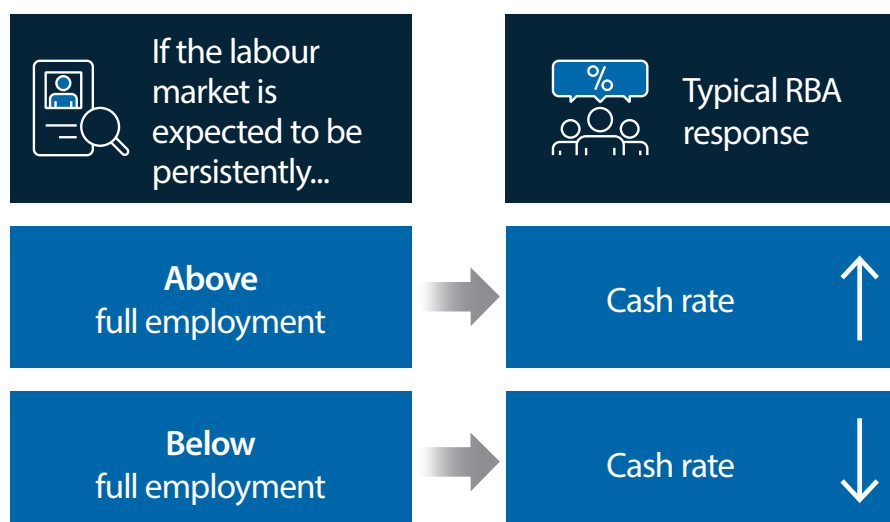 If the labour
market is
expected to be
persistently...
%
Typical RBA
response
Above
full employment
Cash rate
Below
full employment
Cash rate